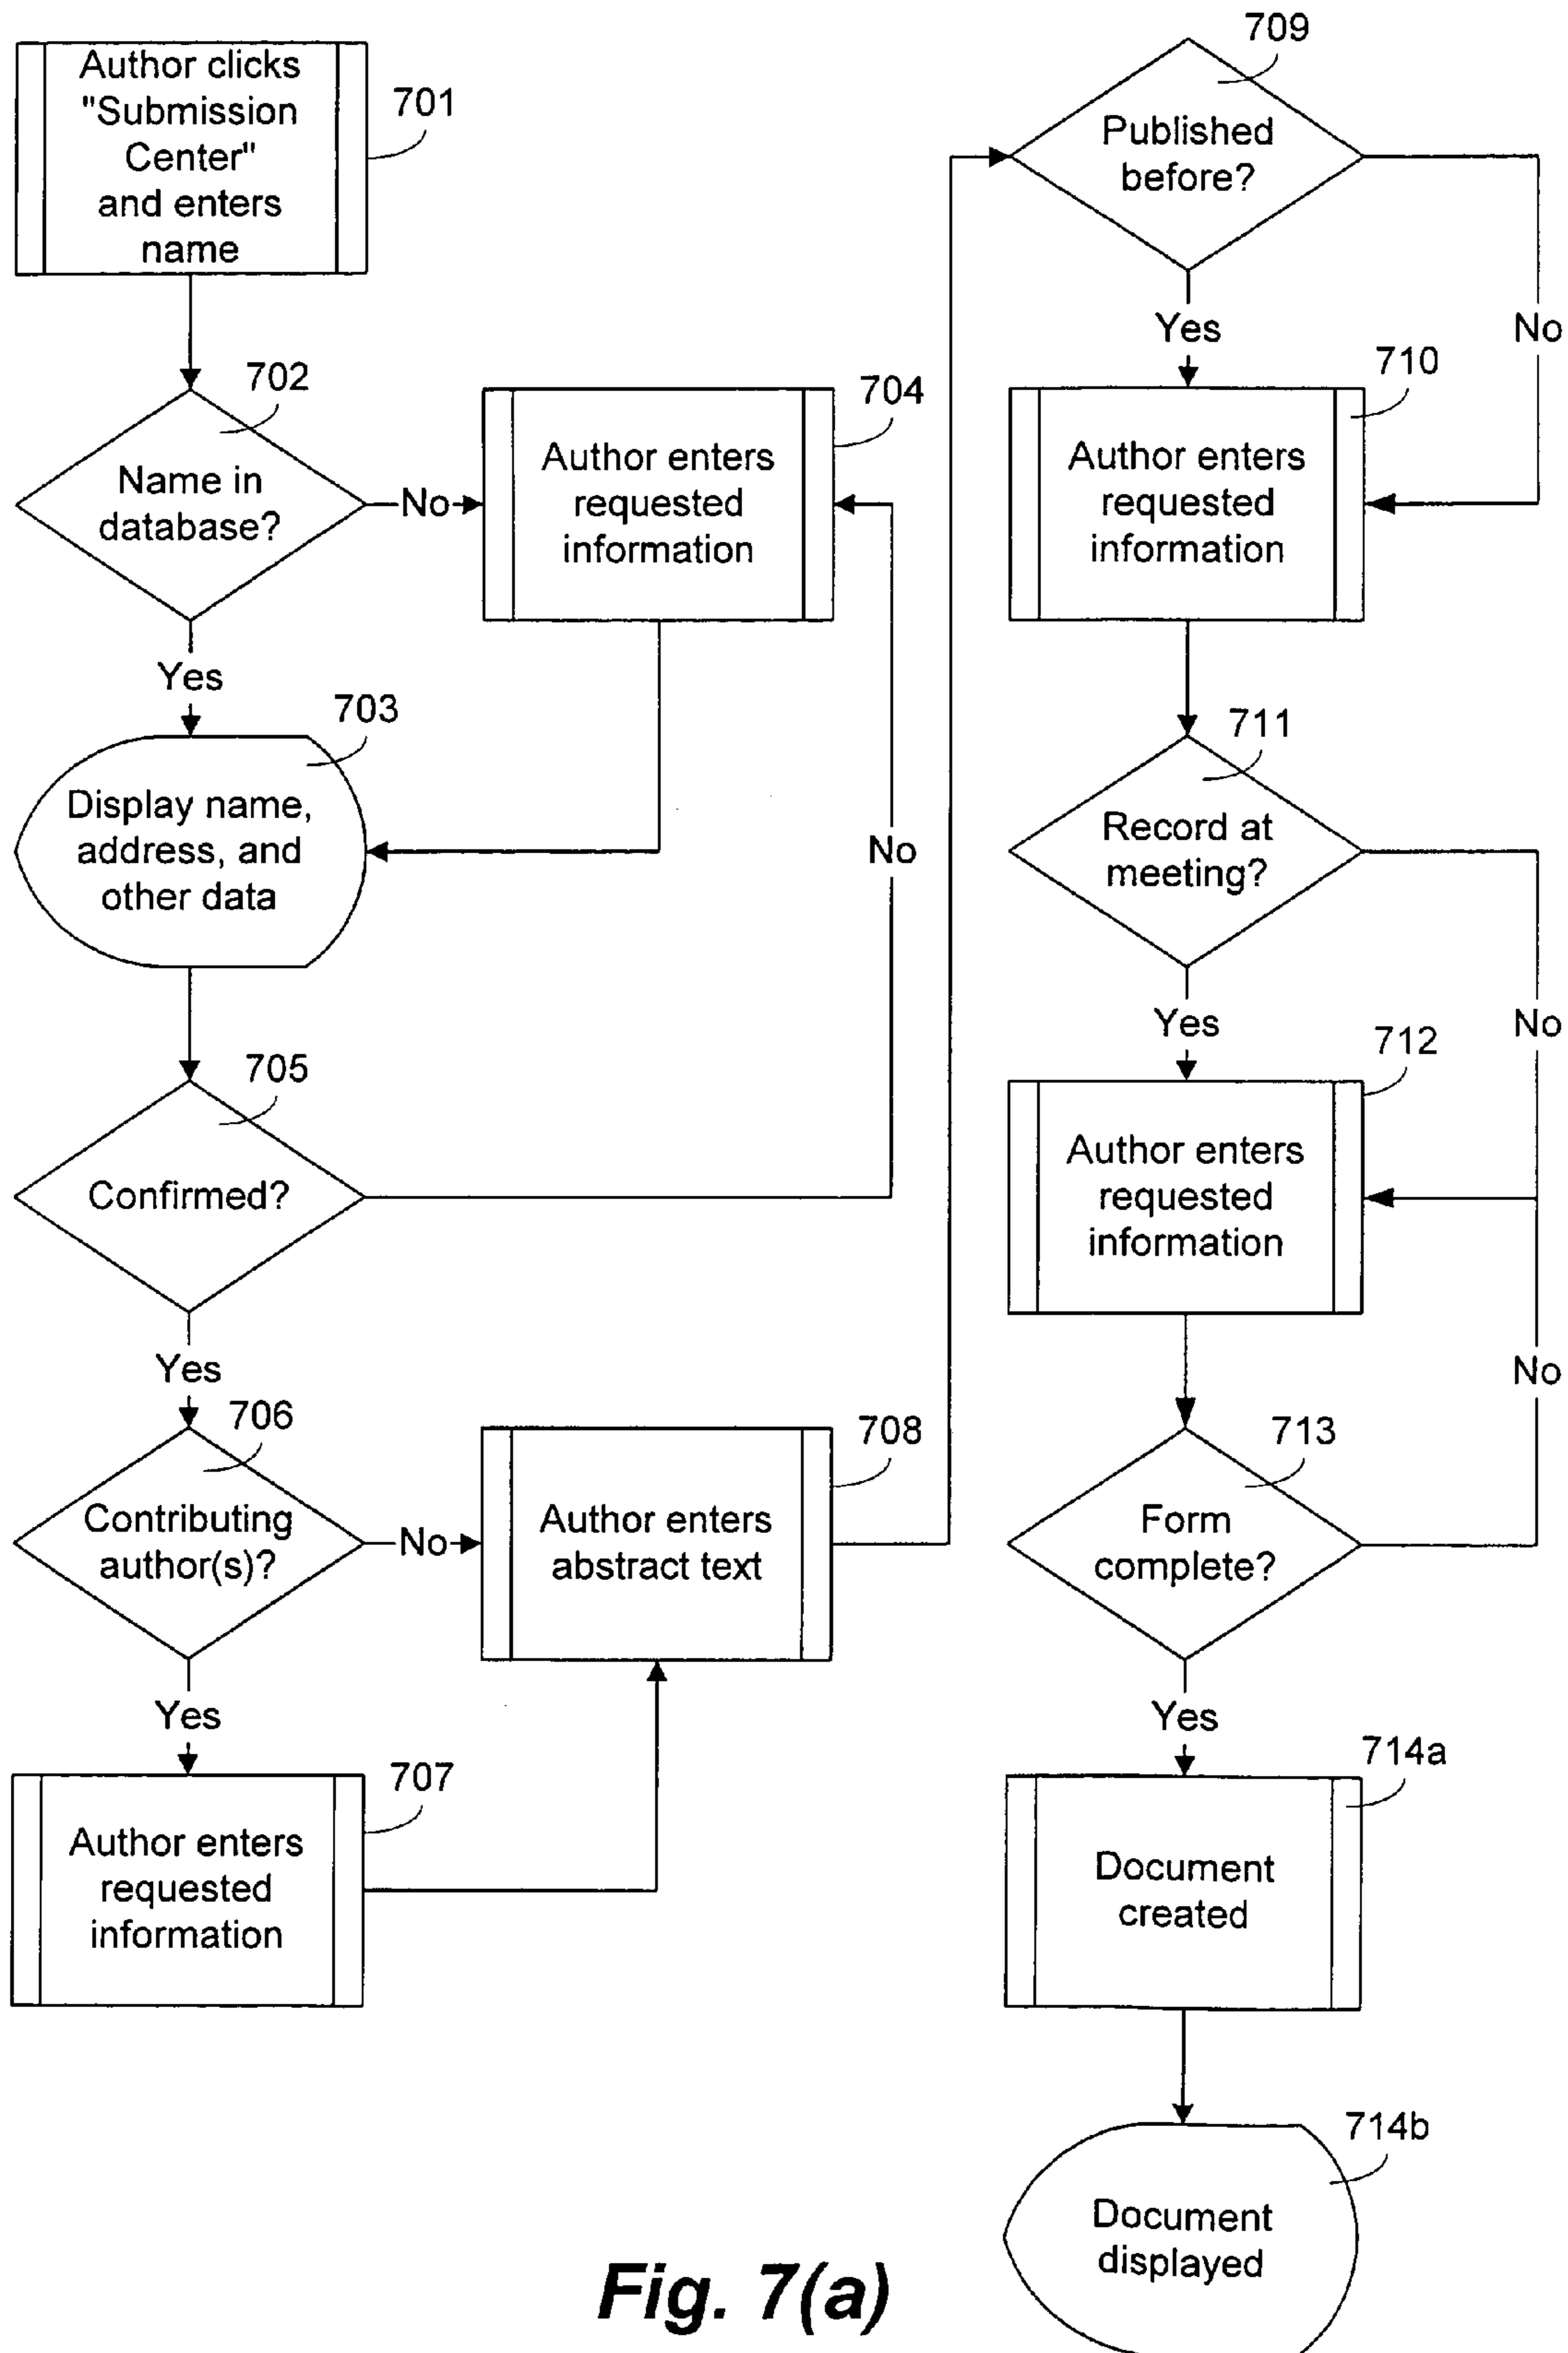 Author clicks
"Submission
Center"
and enters
name
701
702
Name in
database?
No
704
Author enters
requested
information
Yes
703
Display name,
address, and
other data
No
705
Confirmed?
Yes
706
Contributing
author(s)?
No
708
Author enters
abstract text
Yes
707
Author enters
requested
information
709
Published
before?
Yes
No
710
Author enters
requested
information
711
Record at
meeting?
Yes
No
712
Author enters
requested
information
No
713
Form
complete?
Yes
714a
Document
created
714b
Document
displayed
Fig. 7(a)